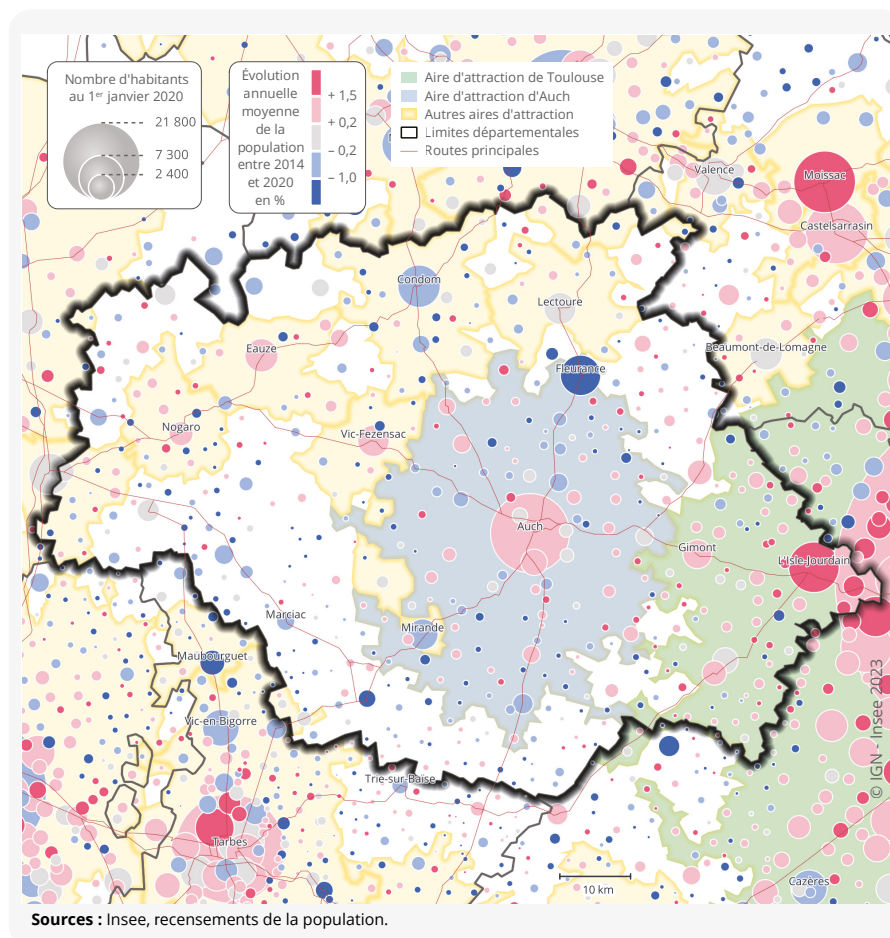 Nombre d'habitants
au 1er janvier 2020
21 800
7 300
2 400
Évolution
annuelle
moyenne
de la
population
entre 2014
et 2020
en %
+ 1,5
+ 0,2
– 0,2
– 1,0
Aire d'attraction de Toulouse
Aire d'attraction d'Auch
Autres aires d'attraction
Limites départementales
Routes principales
Valence
Moissac
Castelsarrasin
Condom
Lectoure
Beaumont-de-Lomagne
Eauze
Fleurance
Nogaro
Vic-Fezensac
Auch
Gimont
L'Isle-Jourdain
Marciac
Mirande
Maubourguet
Vic-en-Bigorre
Trie-sur-Baïse
Tarbes
Cazères
10 km
© IGN - Insee 2023
Sources : Insee, recensements de la population.